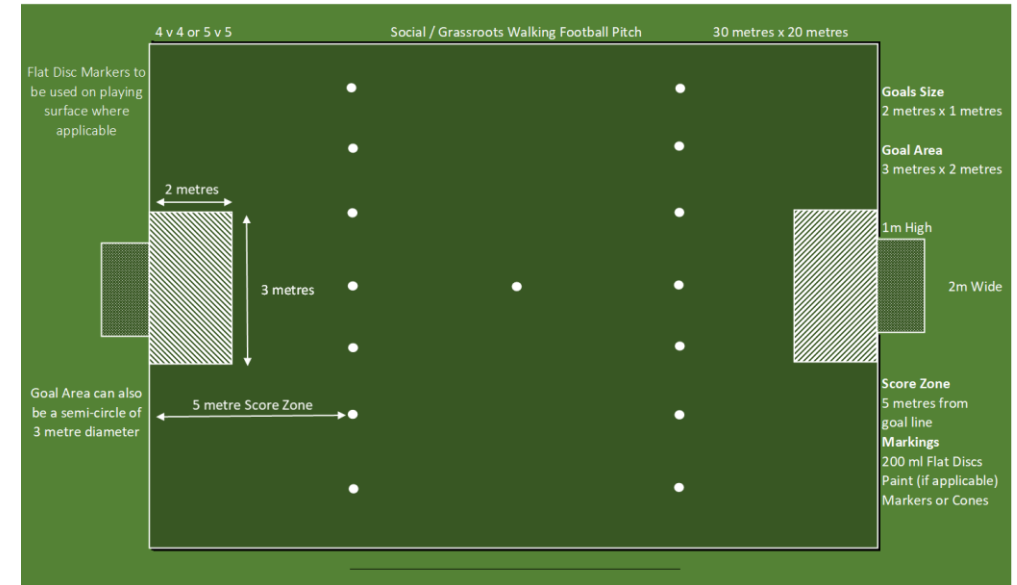 4 v 4 or 5 v 5
Social / Grassroots Walking Football Pitch
30 metres x 20 metres
Flat Disc Markers to
be used on playing
surface where
applicable
2 metres
3 metres
Goal Area can also
be a semi-circle of
3 metre diameter
5 metre Score Zone
Goals Size
2 metres x 1 metres
Goal Area
3 metres x 2 metres
1m High
2m Wide
Score Zone
5 metres from
goal line
Markings
200 ml Flat Discs
Paint (if applicable)
Markers or Cones